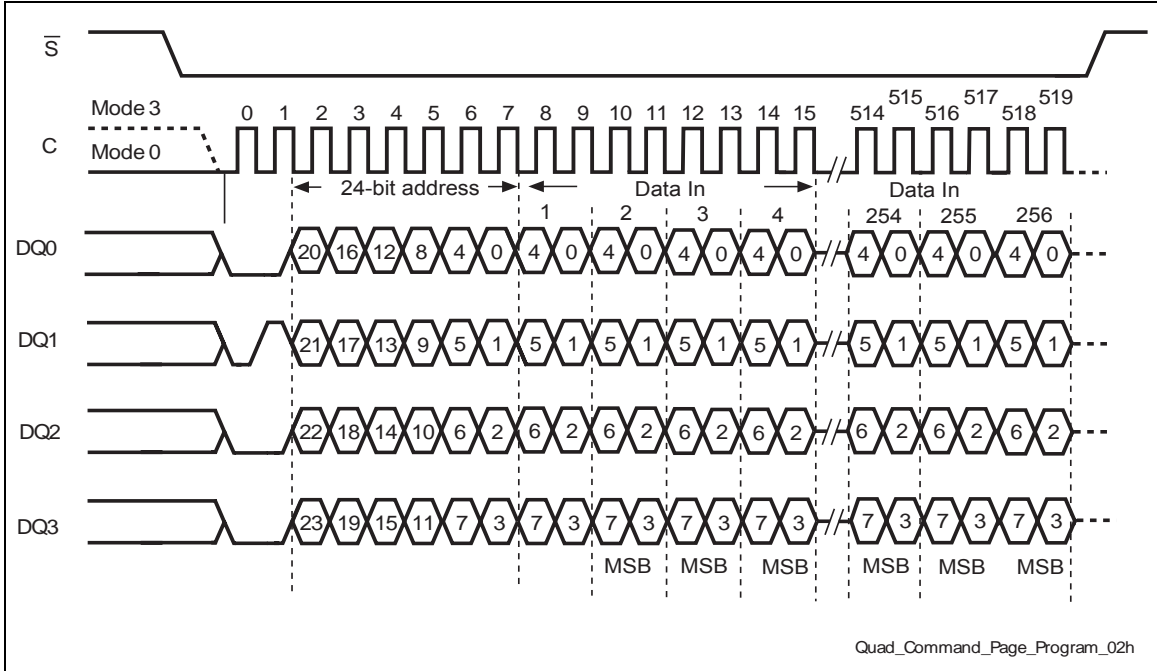 S
Mode 3
0 1 2 3 4 5 6 7 8 9 10 11 12 13 14 15 514 515 516 517 518 519
C
Mode 0
24-bit address Data In Data In
1 2 3 4 254 255 256
DQ0 20 16 12 8 4 0 4 0 4 0 4 0 4 0 4 0 4 0 4 0
DQ1 21 17 13 9 5 1 5 1 5 1 5 1 5 1 5 1 5 1 5 1
DQ2 22 18 14 10 6 2 6 2 6 2 6 2 6 2 6 2 6 2 6 2
DQ3 23 19 15 11 7 3 7 3 7 3 7 3 7 3 7 3 7 3 7 3
MSB MSB MSB MSB MSB MSB
Quad_Command_Page_Program_02h